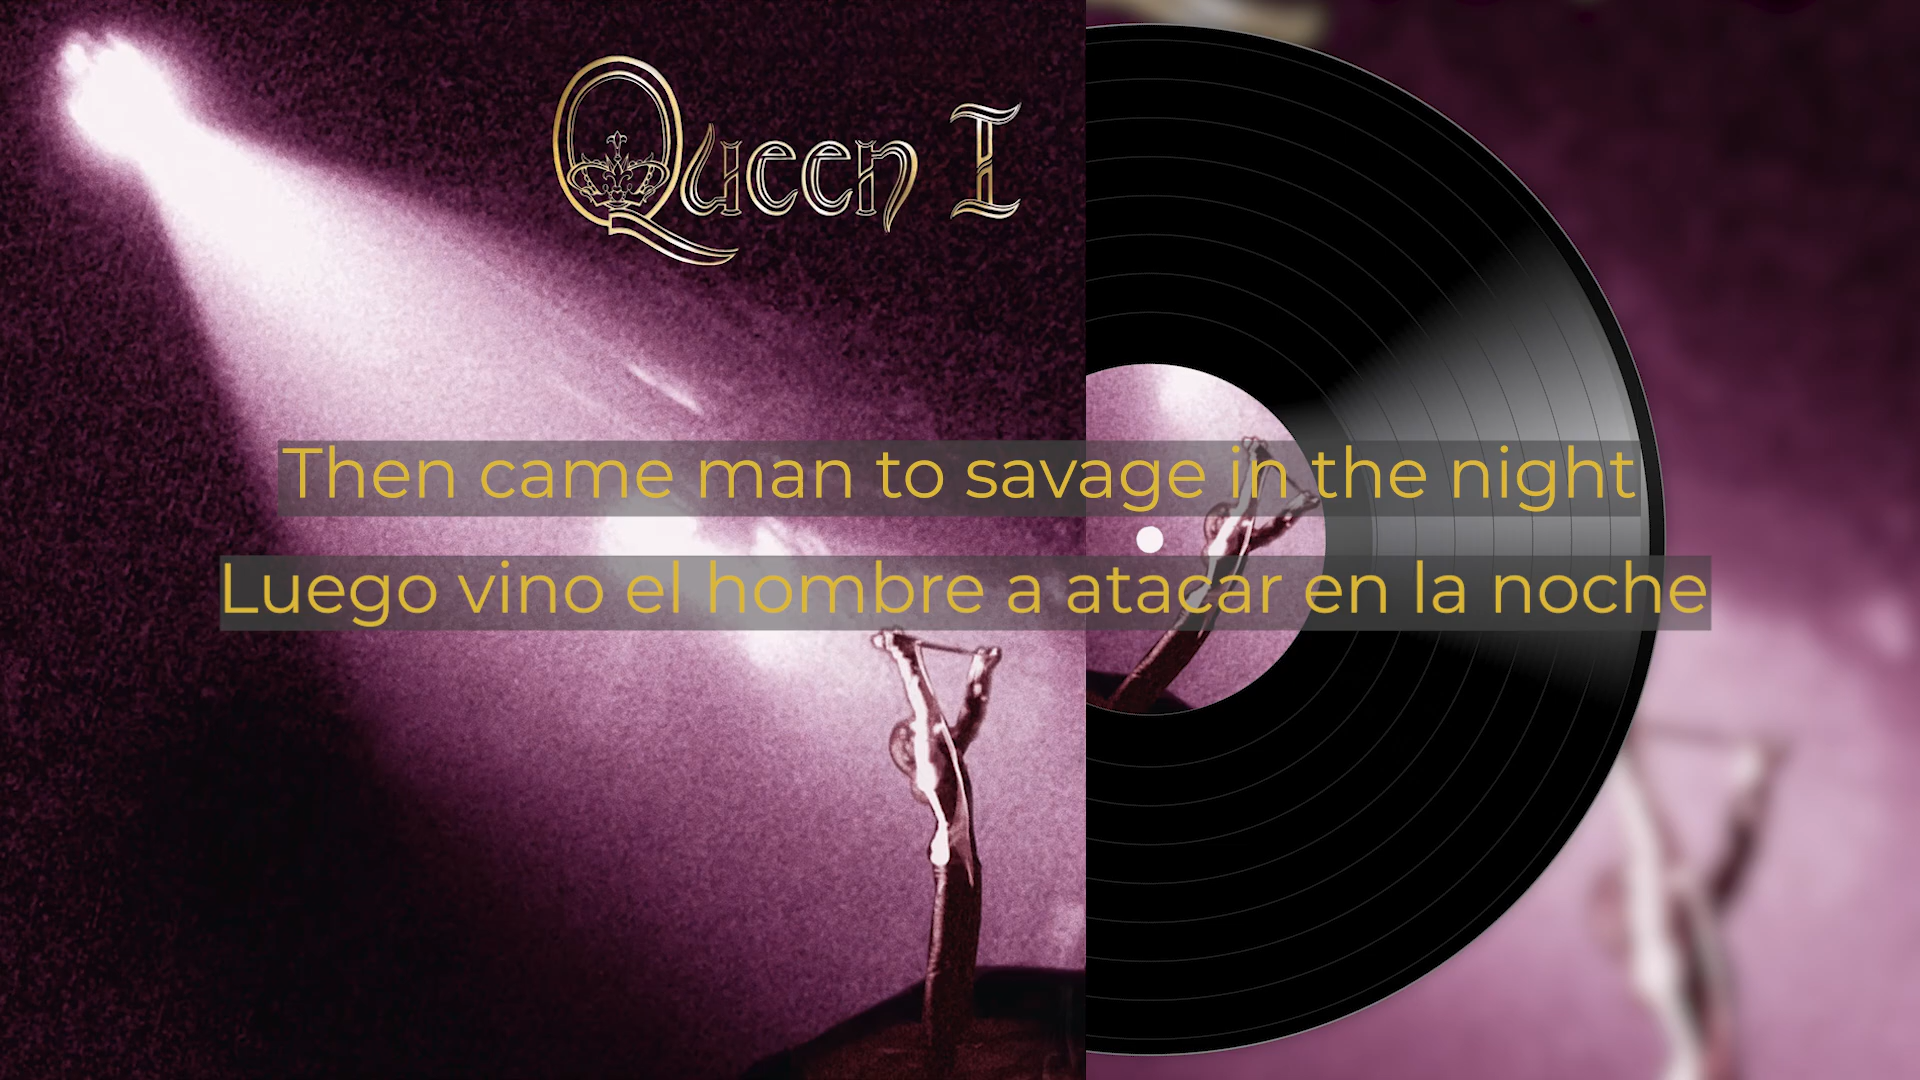 Queen I
Then came man to savage in the night
Luego vino el hombre a atacar en la noche